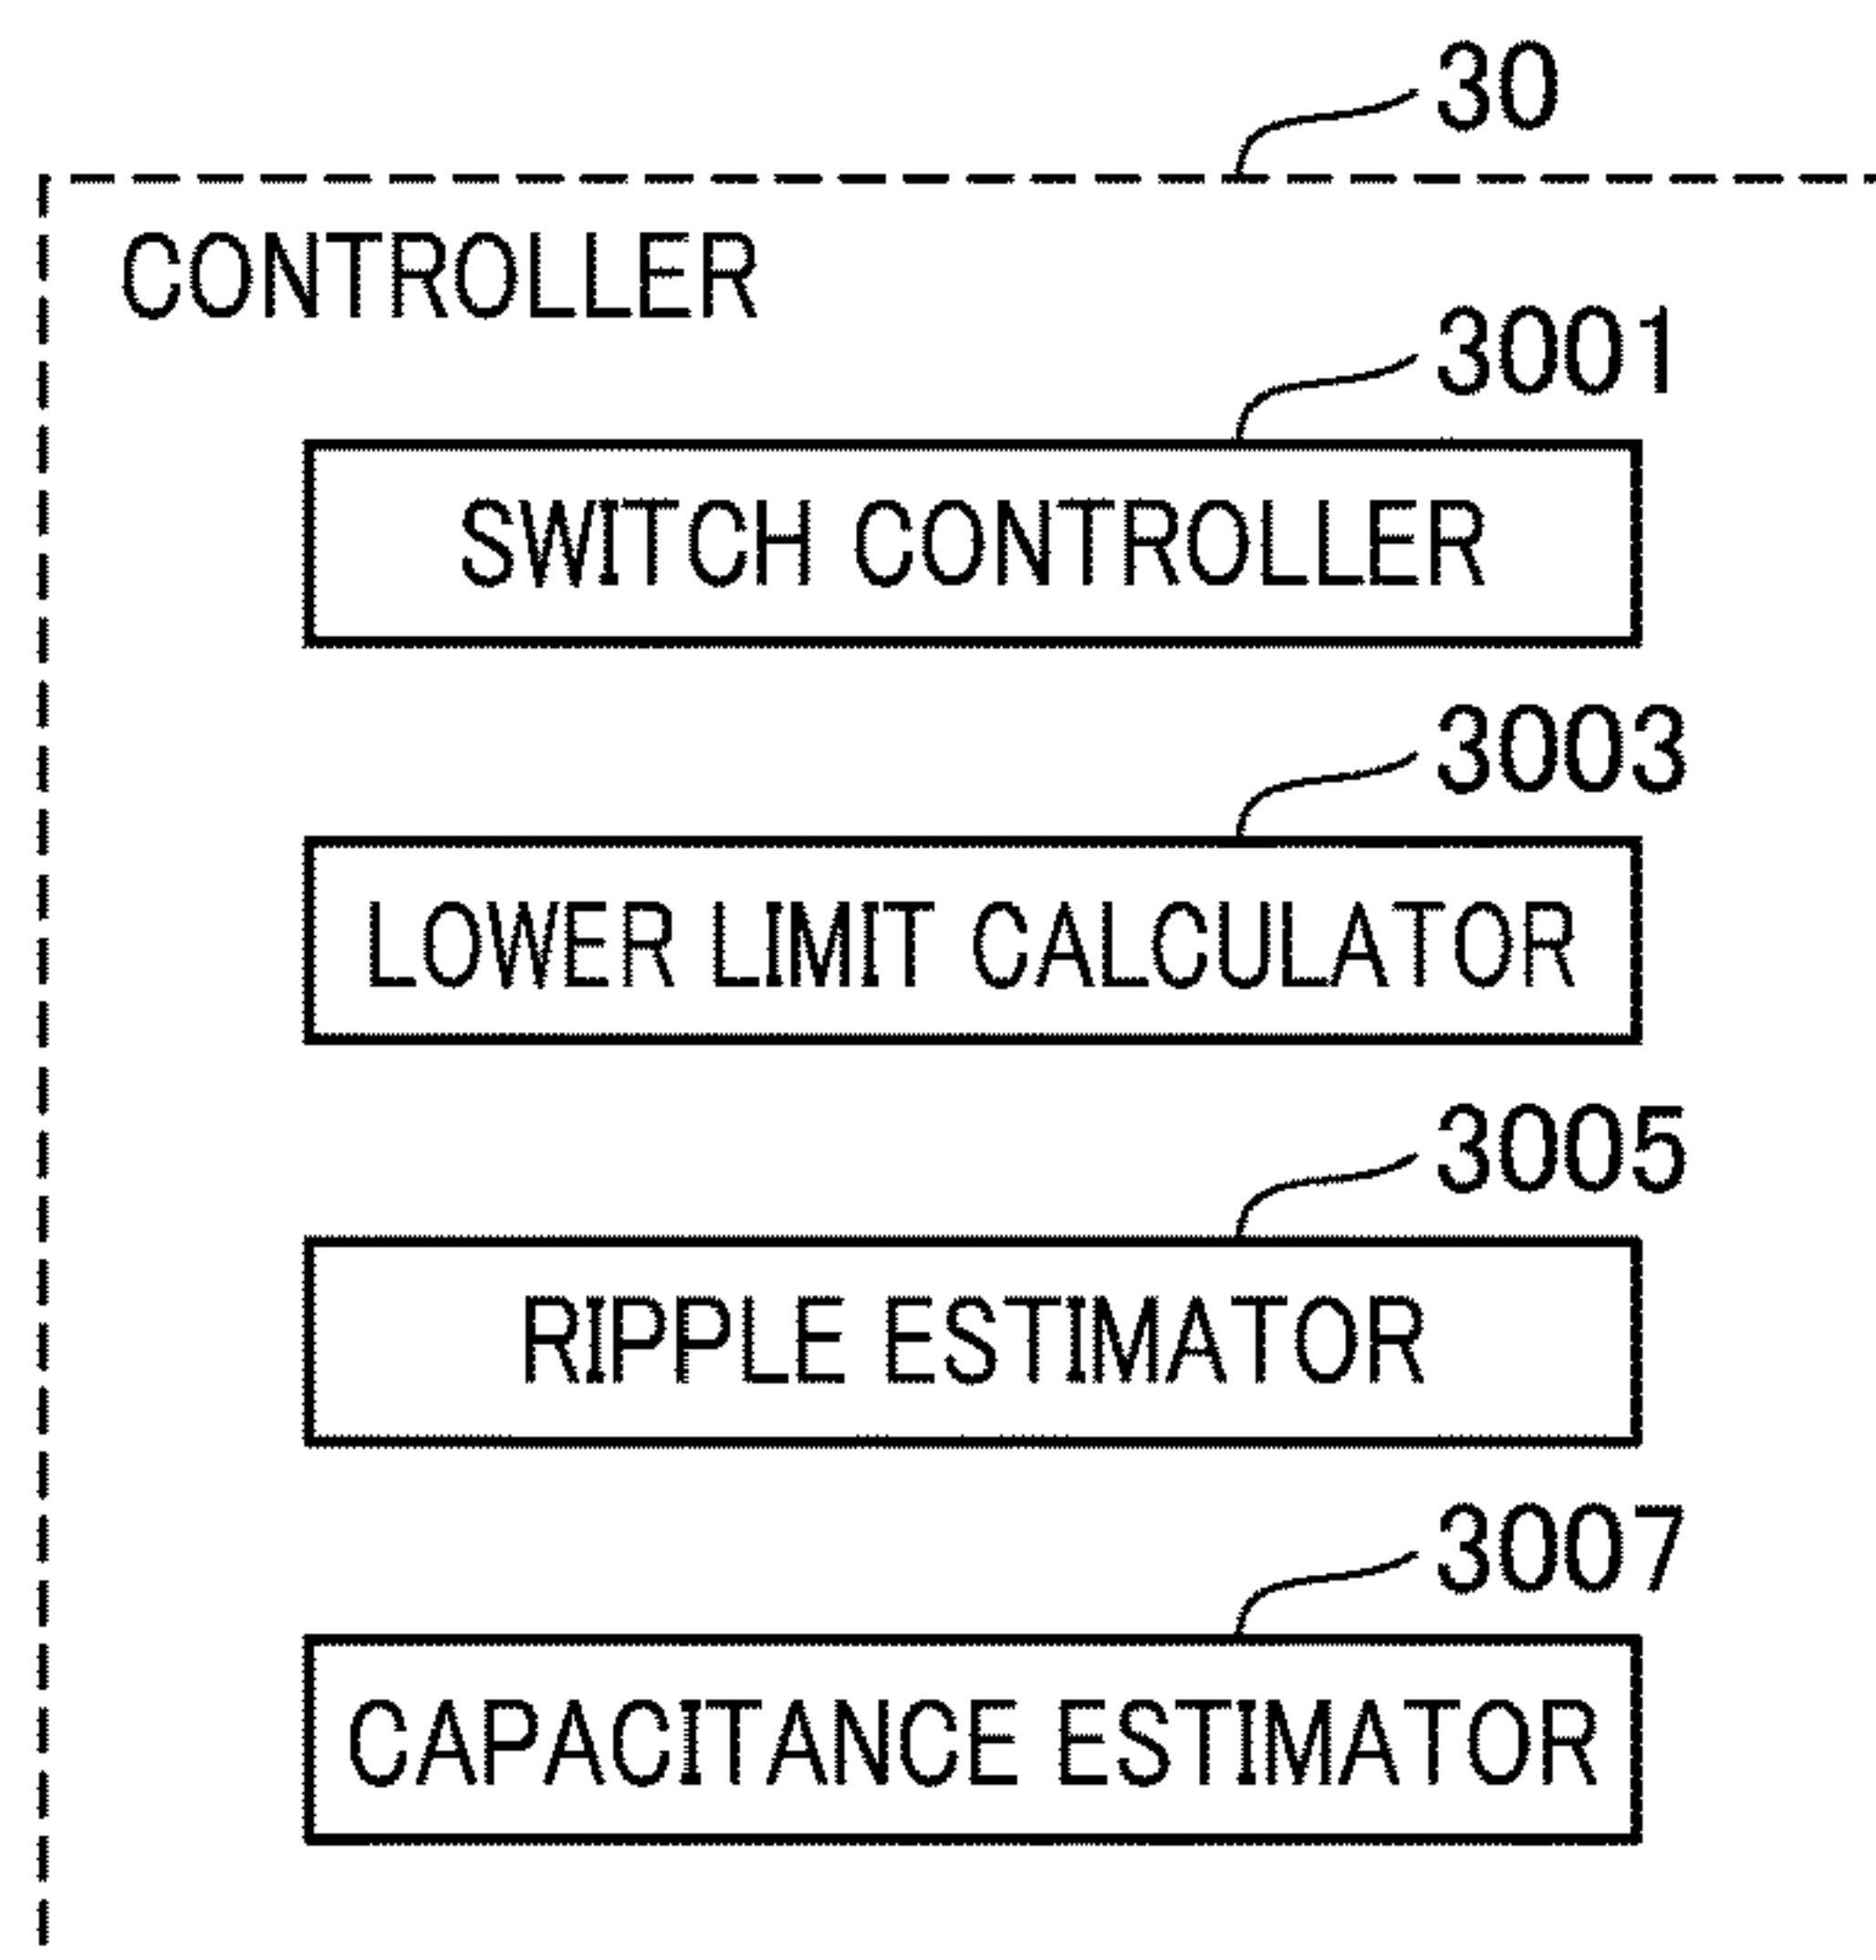 30
CONTROLLER
3001
SWITCH CONTROLLER
3003
LOWER LIMIT CALCULATOR
3005
RIPPLE ESTIMATOR
3007
CAPACITANCE ESTIMATOR